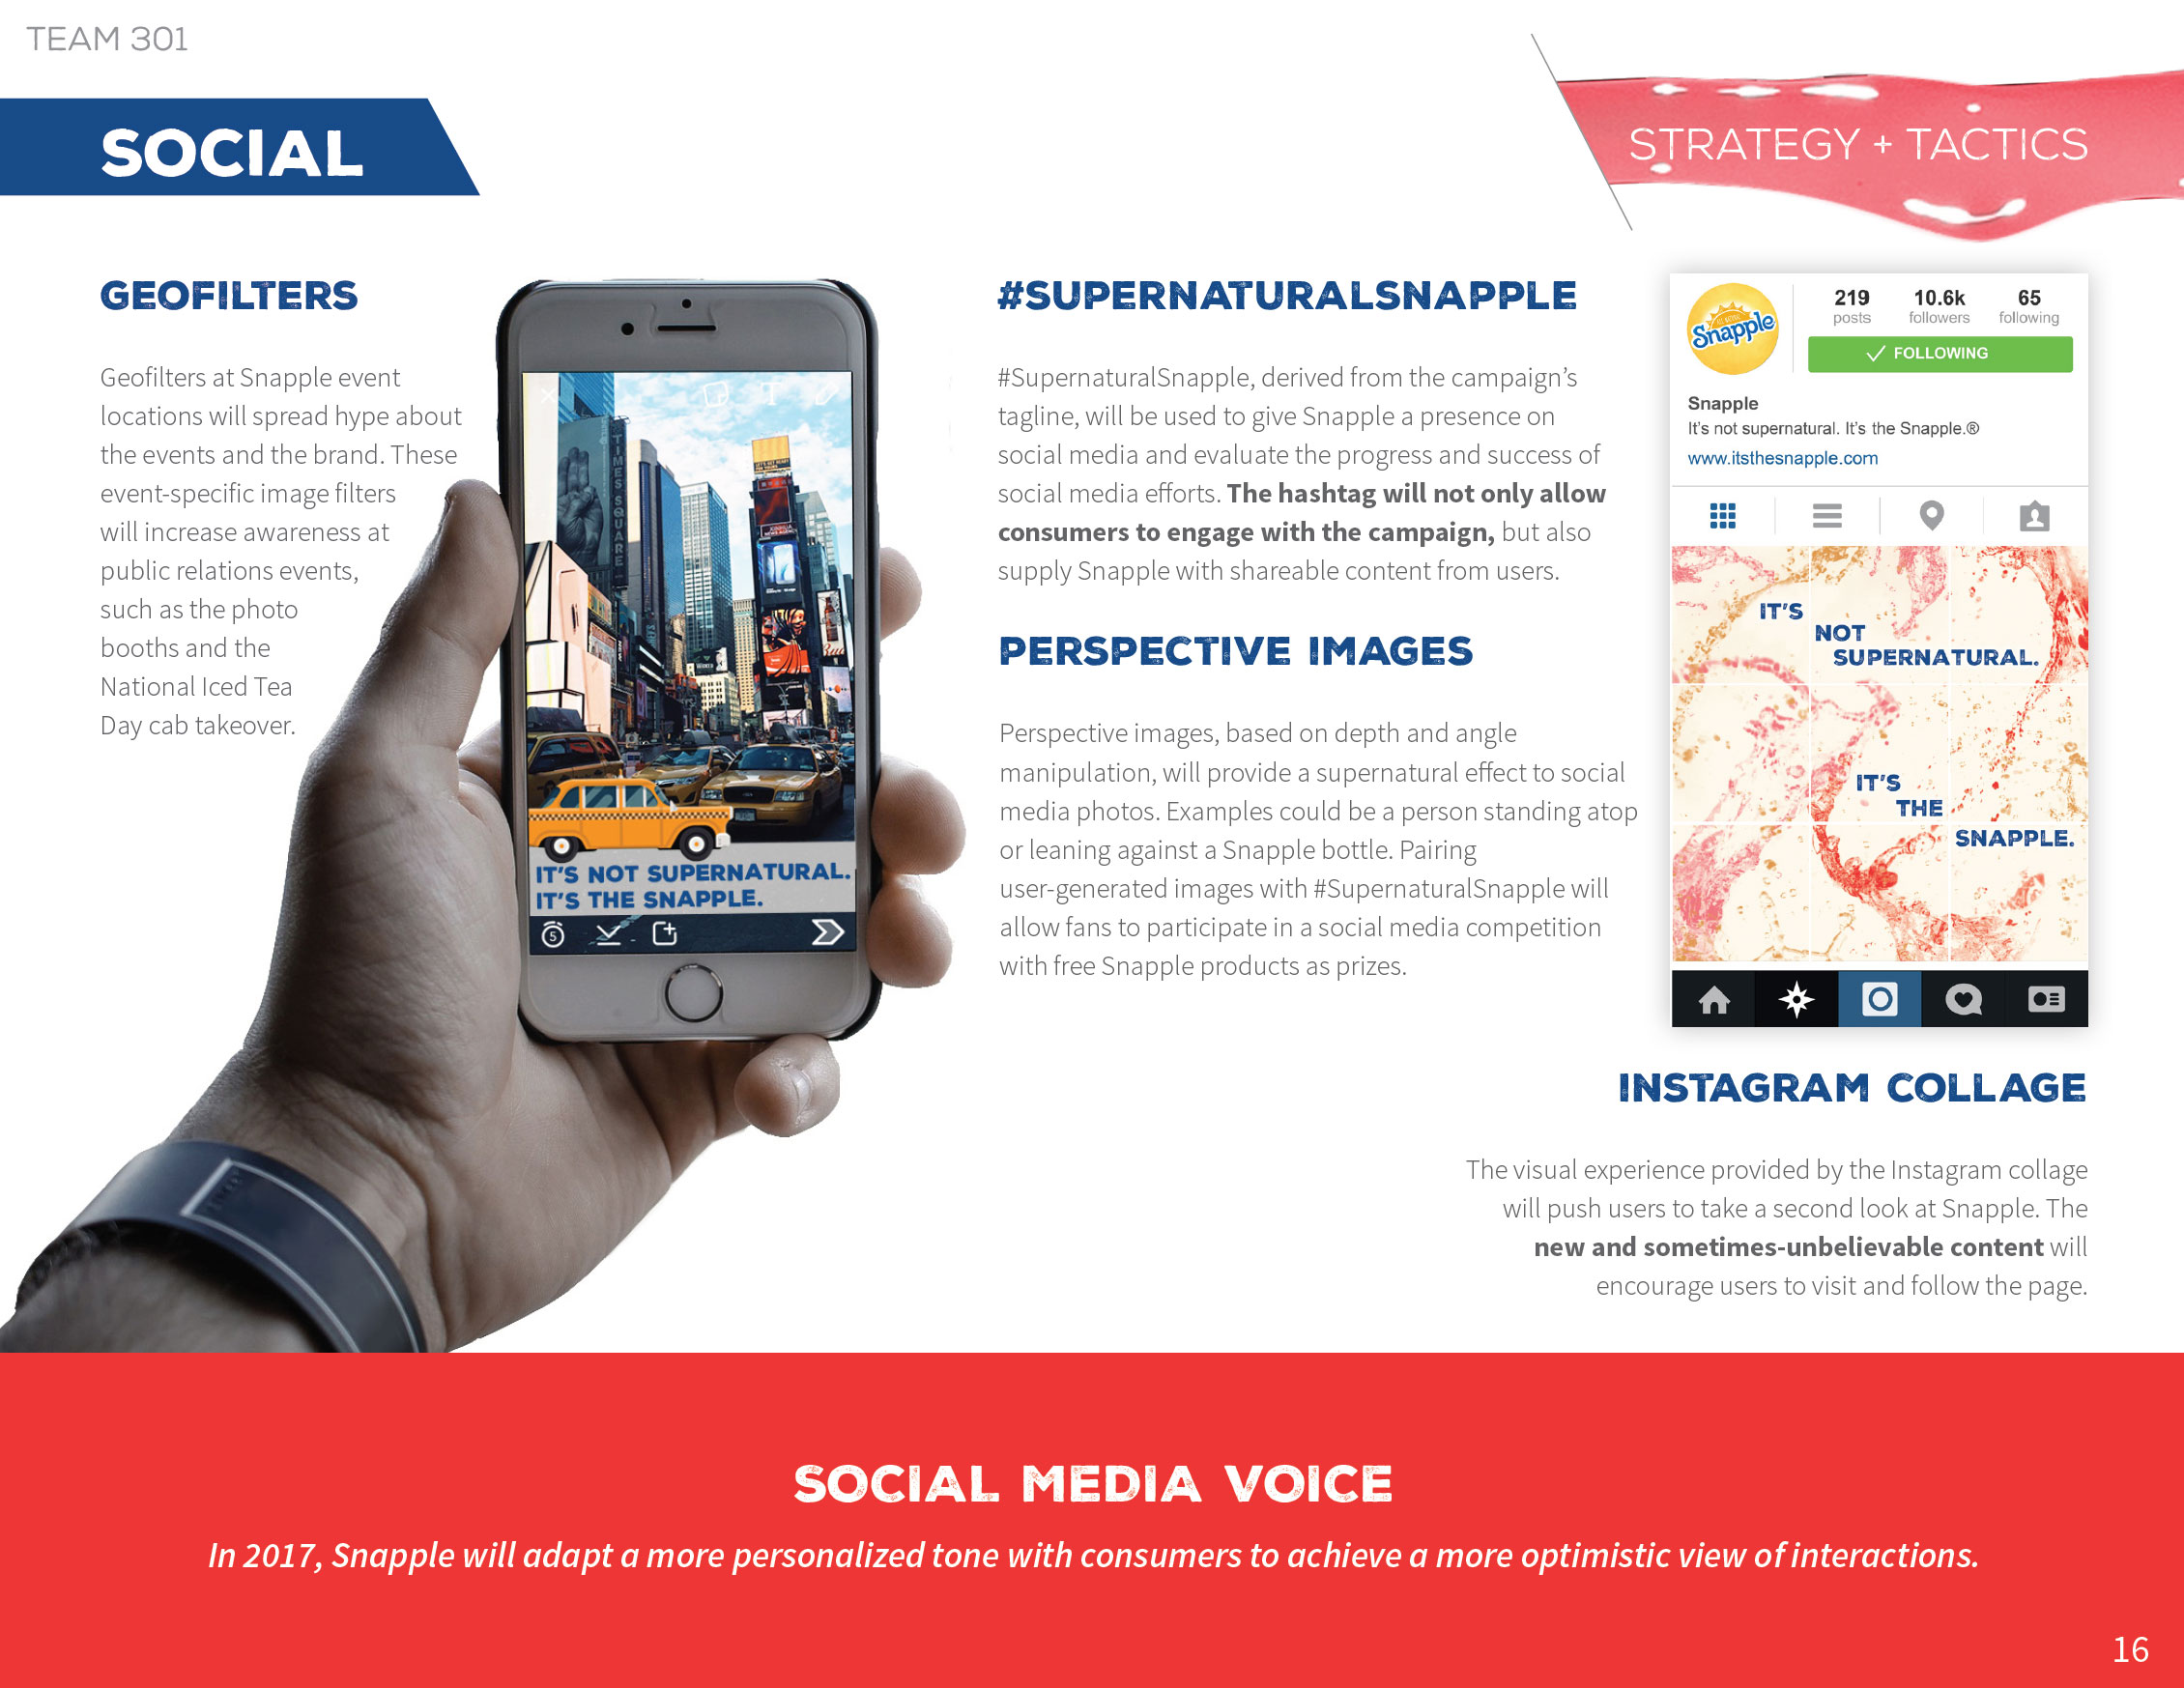 TEAM 301
SOCIAL
STRATEGY + TACTICS
GEOFILTERS
Geofilters at Snapple event
locations will spread hype about
the events and the brand. These
event-specific image filters
will increase awareness at
public relations events,
such as the photo
booths and the
National Iced Tea
Day cab takeover.
T
TIMES SQUARE
IT'S NOT SUPERNATURAL.
IT'S THE SNAPPLE.
5
#SUPERNATURALSNAPPLE
#SupernaturalSnapple, derived from the campaign's
tagline, will be used to give Snapple a presence on
social media and evaluate the progress and success of
social media efforts. The hashtag will not only allow
consumers to engage with the campaign, but also
supply Snapple with shareable content from users.
PERSPECTIVE IMAGES
Perspective images, based on depth and angle
manipulation, will provide a supernatural effect to social
media photos. Examples could be a person standing atop
or leaning against a Snapple bottle. Pairing
user-generated images with #SupernaturalSnapple will
allow fans to participate in a social media competition
with free Snapple products as prizes.
Snapple
219 10.6k 65
posts followers following
FOLLOWING
Snapple
It's not supernatural. It's the Snapple.®
www.itsthesnapple.com
IT'S
NOT
SUPERNATURAL.
IT'S
THE
SNAPPLE.
INSTAGRAM COLLAGE
The visual experience provided by the Instagram collage
will push users to take a second look at Snapple. The
new and sometimes-unbelievable content will
encourage users to visit and follow the page.
SOCIAL MEDIA VOICE
In 2017, Snapple will adapt a more personalized tone with consumers to achieve a more optimistic view of interactions.
16